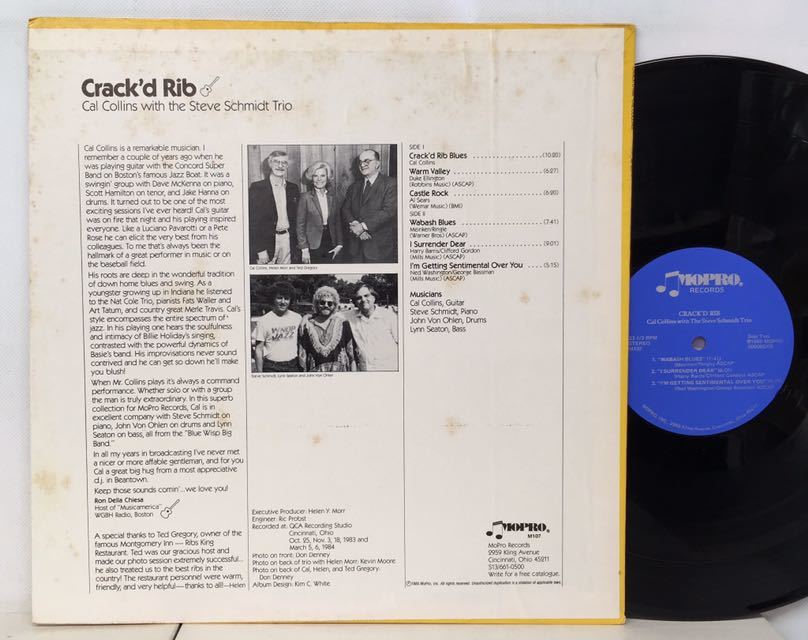 Crack'd Rib
Cal Collins with the Steve Schmidt Trio
Cal Collins is a remarkable musician. I
remember a couple of years ago when he
was playing guitar with the Concord Super
Band on Boston's famous Jazz Boat. It was a
swingin' group with Dave McKenna on piano,
Scott Hamilton on tenor, and Jake Hanna on
drums. It turned out to be one of the most
exciting sessions I've ever heard! Cal's guitar
was on fire that night and his playing inspired
everyone. Like a Luciano Pavarotti or a Pete
Rose he can elicit the very best from his
colleagues. To me that's always been the
hallmark of a great performer in music or on
the baseball field.
His roots are deep in the wonderful tradition
of down home blues and swing. As a
youngster growing up in Indiana he listened
to the Nat Cole Trio, pianists Fats Waller and
Art Tatum, and country great Merle Travis. Cal's
style encompasses the entire spectrum of
jazz. In his playing one hears the soulfulness
and intimacy of Billie Holiday's singing,
contrasted with the powerful dynamics of
Basie's band. His improvisations never sound
contrived and he can get so down he'll make
you blush!
When Mr. Collins plays it's always a command
performance. Whether solo or with a group
the man is truly extraordinary. In this superb
collection for MoPro Records, Cal is in
excellent company with Steve Schmidt on
piano, John Von Ohlen on drums and Lynn
Seaton on bass, all from the "Blue Wisp Big
Band."
In all my years in broadcasting I've never met
a nicer or more affable gentleman, and for you
Cal a great big hug from a most appreciative
d.j. in Beantown.
Keep those sounds comin'...we love you!
Ron Della Chiesa
Host of "Musicamerica"
WGBH Radio, Boston
A special thanks to Ted Gregory, owner of the
famous Montgomery Inn — Ribs King
Restaurant. Ted was our gracious host and
made our photo session extremely successful...
he also treated us to the best ribs in the
country! The restaurant personnel were warm,
friendly, and very helpful—thanks to all!—Helen
Cal Collins, Helen Morr and Ted Gregory
WNOP
JAZZ
Steve Schmidt, Lynn Seaton and John Von Ohlen
Executive Producer: Helen Y. Morr
Engineer: Ric Probst
Recorded at: QCA Recording Studio
Cincinnati, Ohio
Oct. 25, Nov. 3, 18, 1983 and
March 5, 6, 1984
Photo on front: Don Denney
Photo on back of trio with Helen Morr: Kevin Moore
Photo on back of Cal, Helen, and Ted Gregory:
Don Denney
Album Design: Kim C. White
SIDE I
Crack'd Rib Blues (10:20)
Cal Collins
Warm Valley (6:27)
Duke Ellington
(Robbins Music) (ASCAP)
Castle Rock (6:20)
Al Sears
(Wemar Music) (BMI)
SIDE II
Wabash Blues (7:41)
Meinken/Ringle
(Warner Bros) (ASCAP)
I Surrender Dear (9:01)
Harry Barris/Clifford Gordon
(Mills Music) (ASCAP)
I'm Getting Sentimental Over You (5:15)
Ned Washington/George Bassman
(Mills Music) (ASCAP)
Musicians
Cal Collins, Guitar
Steve Schmidt, Piano
John Von Ohlen, Drums
Lynn Seaton, Bass
MOPRO.
M107
MoPro Records
2959 Kling Avenue
Cincinnati, Ohio 45211
513/661-0500
Write for a free catalogue.
MoPro, Inc. All rights reserved. Unauthorized duplication is a violation of applicable laws.
MOPRO.
RECORDS
CRACK'D RIB
Cal Collins with The Steve Schmidt Trio
33 1/3 RPM
STEREO
Side Two
1. "WABASH BLUES"
2. "I SURRENDER DEAR"
3. "I'M GETTING SENTIMENTAL OVER YOU"